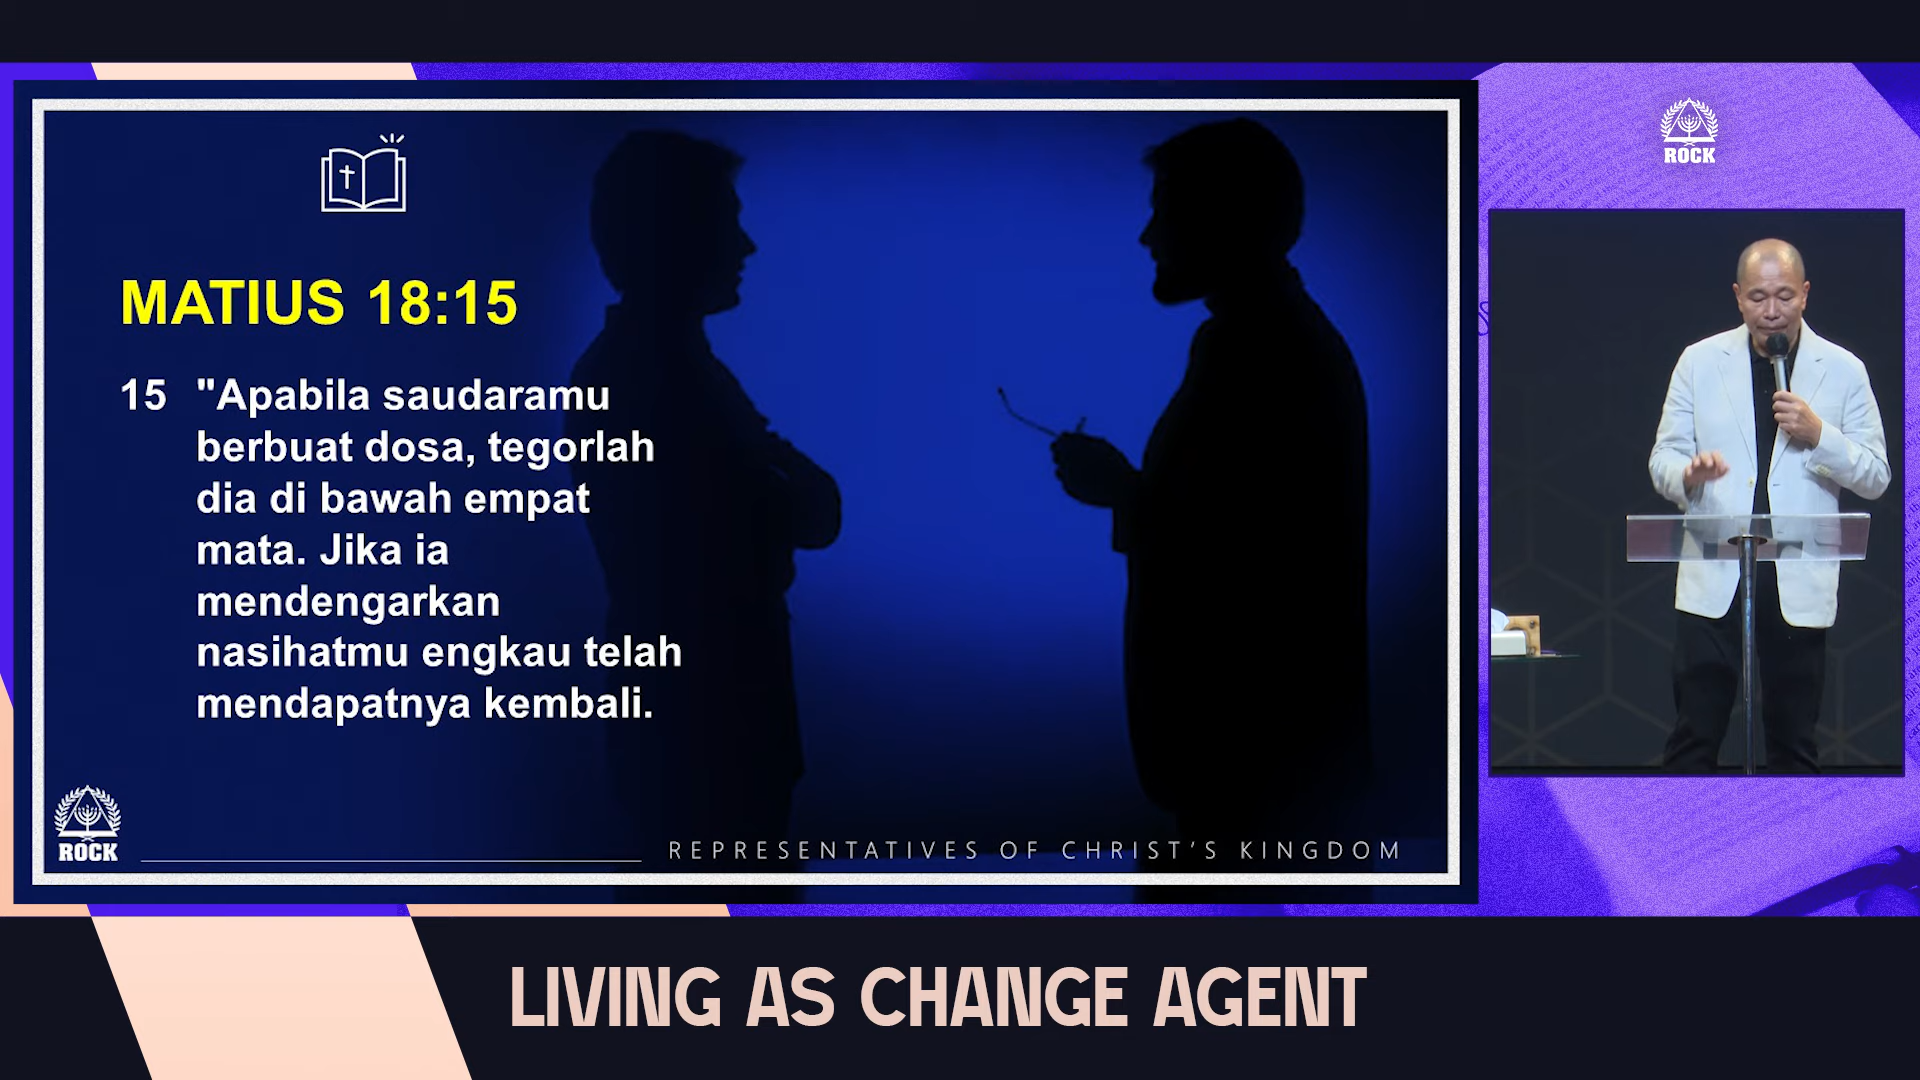 ROCK
MATIUS 18:15
15 "Apabila saudaramu
berbuat dosa, tegorlah
dia di bawah empat
mata. Jika ia
mendengarkan
nasihatmu engkau telah
mendapatnya kembali.
ROCK
REPRESENTATIVES OF CHRIST'S KINGDOM
LIVING AS CHANGE AGENT